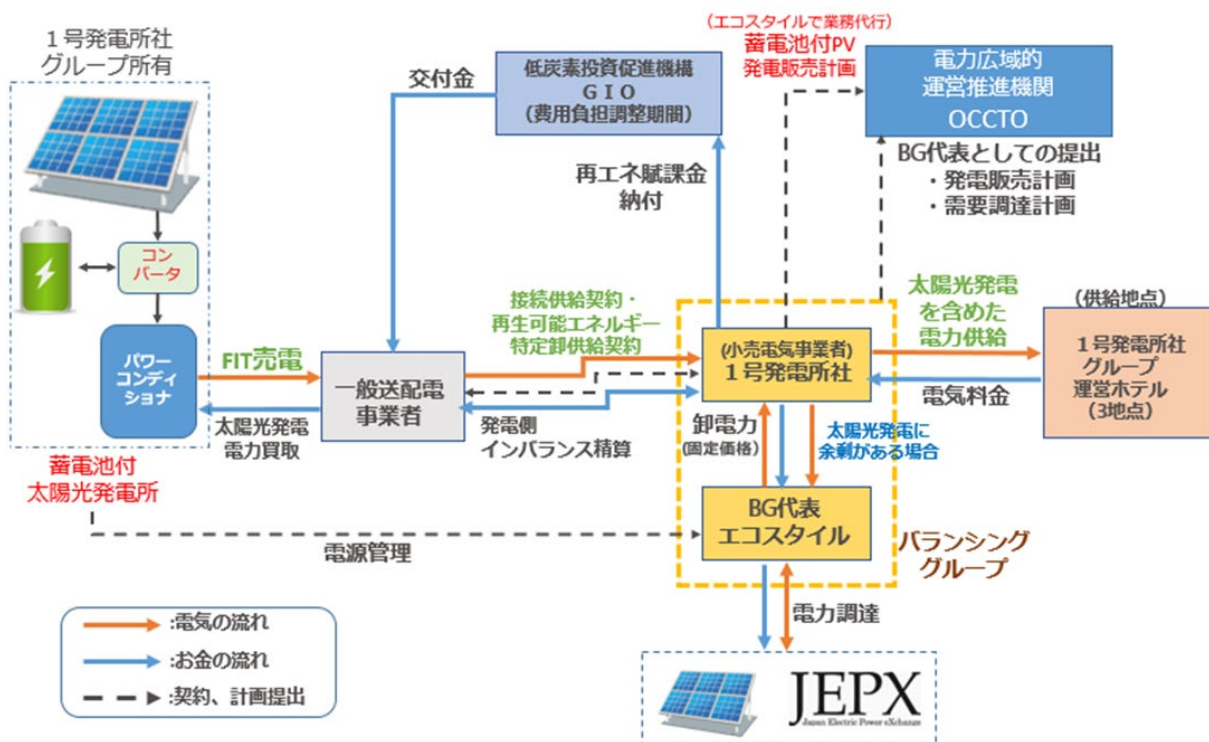 1号発電所社
グループ所有
コン
バータ
パワー
コンディ
ショナ
蓄電池付
太陽光発電所
FIT売電
太陽光発電
電力買取
一般送配電
事業者
交付金
低炭素投資促進機構
GIO
(費用負担調整期間)
再エネ賦課金
納付
(エコスタイルで業務代行)
蓄電池付PV
発電販売計画
電力広域的
運営推進機関
OCCTO
BG代表としての提出
・発電販売計画
・需要調達計画
接続供給契約・
再生可能エネルギー
特定卸供給契約
発電側
インバランス精算
(小売電気事業者)
1号発電所社
太陽光発電
を含めた
電力供給
電気料金
(供給地点)
1号発電所社
グループ
運営ホテル
(3地点)
卸電力
(固定価格)
太陽光発電に
余剰がある場合
BG代表
エコスタイル
バランシング
グループ
電源管理
電力調達
JEPX
Japan Electric Power eXchange
:電気の流れ
:お金の流れ
:契約、計画提出